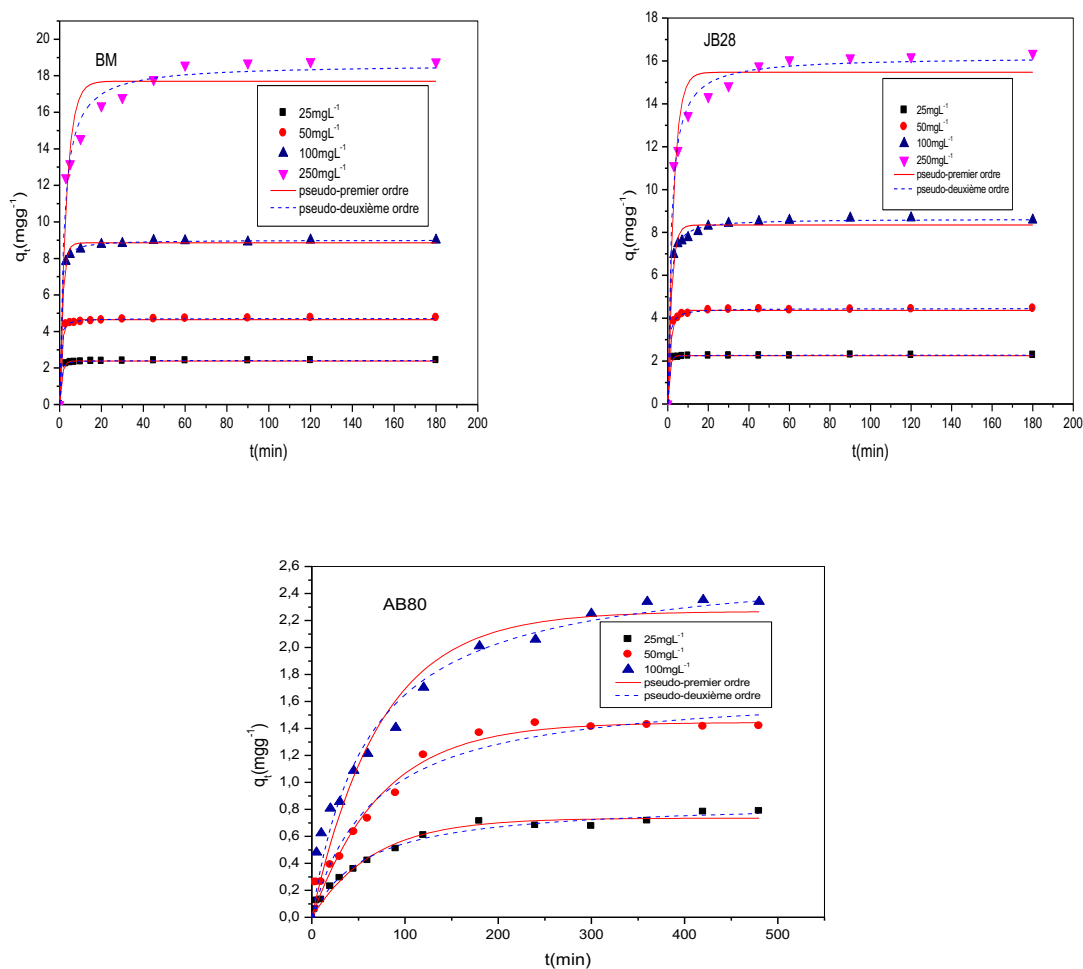 BM
q_t(mgg^-1)
20
18
16
14
12
10
8
6
4
2
0
25mgL^-1
50mgL^-1
100mgL^-1
250mgL^-1
pseudo-premier ordre
pseudo-deuxième ordre
0 20 40 60 80 100 120 140 160 180 200
t(min)
JB28
q_t(mgg^-1)
18
16
14
12
10
8
6
4
2
0
25mgL^-1
50mgL^-1
100mgL^-1
250mgL^-1
pseudo-premier ordre
pseudo-deuxième ordre
0 20 40 60 80 100 120 140 160 180 200
t(min)
AB80
q_t(mgg^-1)
2,6
2,4
2,2
2,0
1,8
1,6
1,4
1,2
1,0
0,8
0,6
0,4
0,2
0,0
25mgL^-1
50mgL^-1
100mgL^-1
pseudo-premier ordre
pseudo-deuxième ordre
0 100 200 300 400 500
t(min)